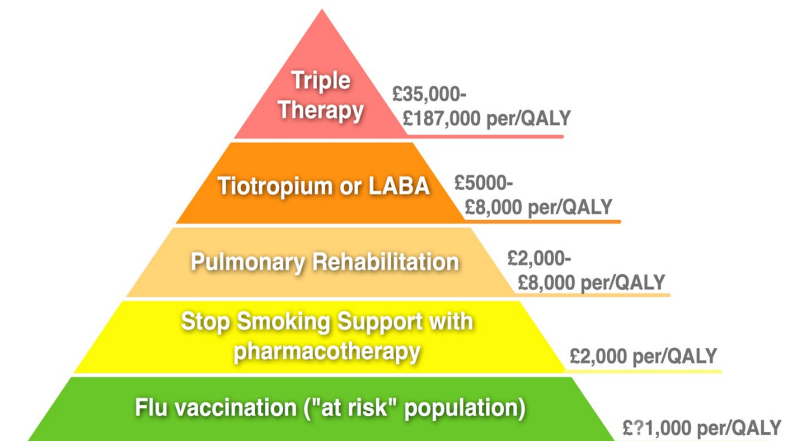 Triple
Therapy
£35,000-
£187,000 per/QALY
Tiotropium or LABA
£5000-
£8,000 per/QALY
Pulmonary Rehabilitation
£2,000-
£8,000 per/QALY
Stop Smoking Support with
pharmacotherapy
£2,000 per/QALY
Flu vaccination ("at risk" population)
£?1,000 per/QALY